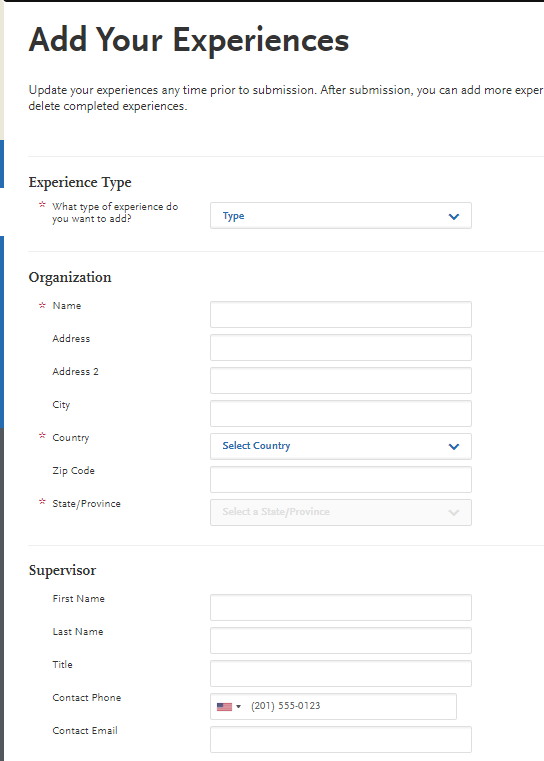 Add Your Experiences
Update your experiences any time prior to submission. After submission, you can add more exper
delete completed experiences.
Experience Type
* What type of experience do
you want to add?
Type
Organization
* Name
Address
Address 2
City
* Country
Select Country
Zip Code
* State/Province
Select a State/Province
Supervisor
First Name
Last Name
Title
Contact Phone
(201) 555-0123
Contact Email